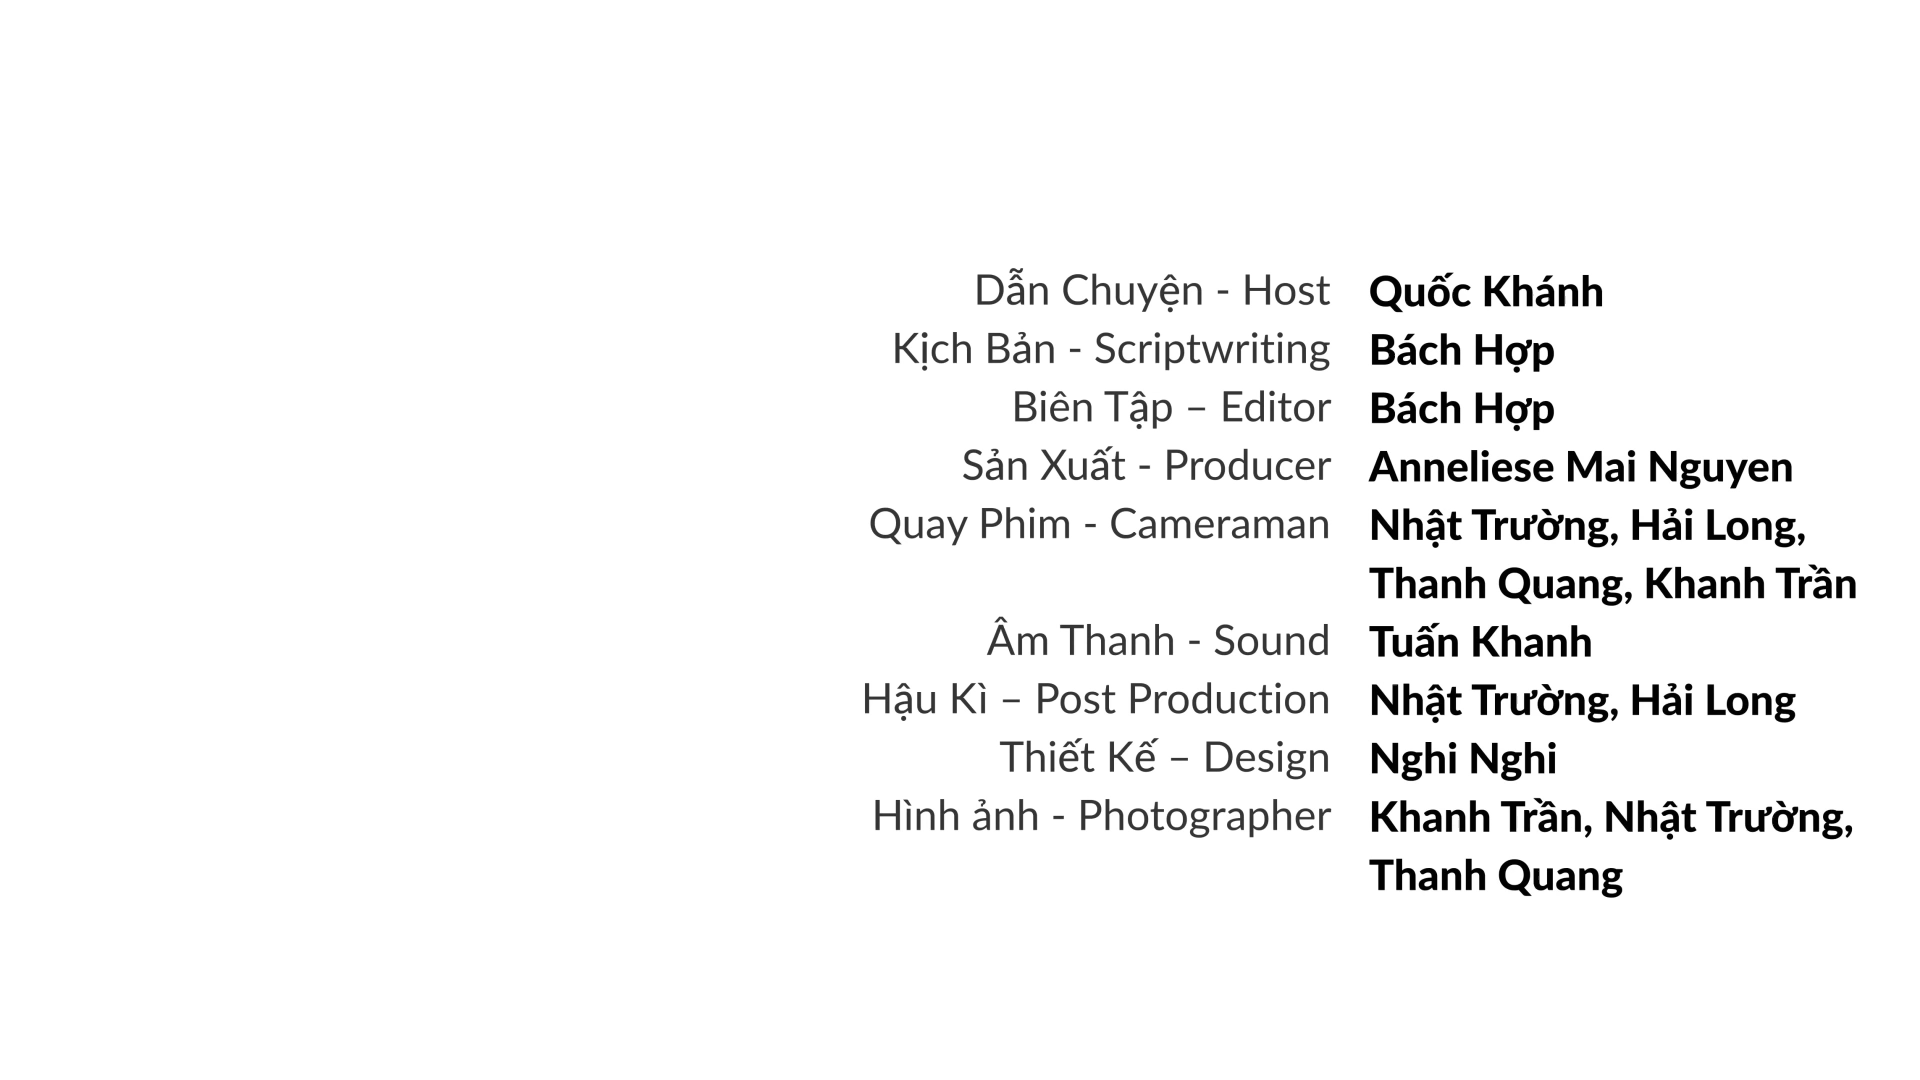 Dẫn Chuyện - Host Quốc Khánh
Kịch Bản - Scriptwriting Bách Hợp
Biên Tập – Editor Bách Hợp
Sản Xuất - Producer Anneliese Mai Nguyen
Quay Phim - Cameraman Nhật Trường, Hải Long,
Thanh Quang, Khanh Trần
Âm Thanh - Sound Tuấn Khanh
Hậu Kì – Post Production Nhật Trường, Hải Long
Thiết Kế – Design Nghi Nghi
Hình ảnh - Photographer Khanh Trần, Nhật Trường,
Thanh Quang